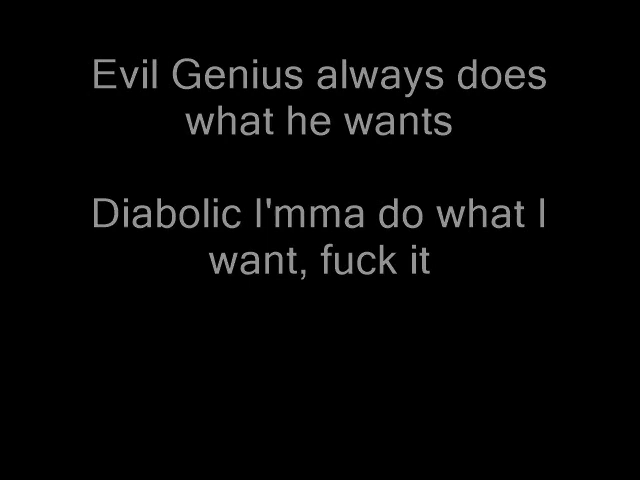 Evil Genius always does
what he wants
Diabolic I'mma do what I
want, fuck it